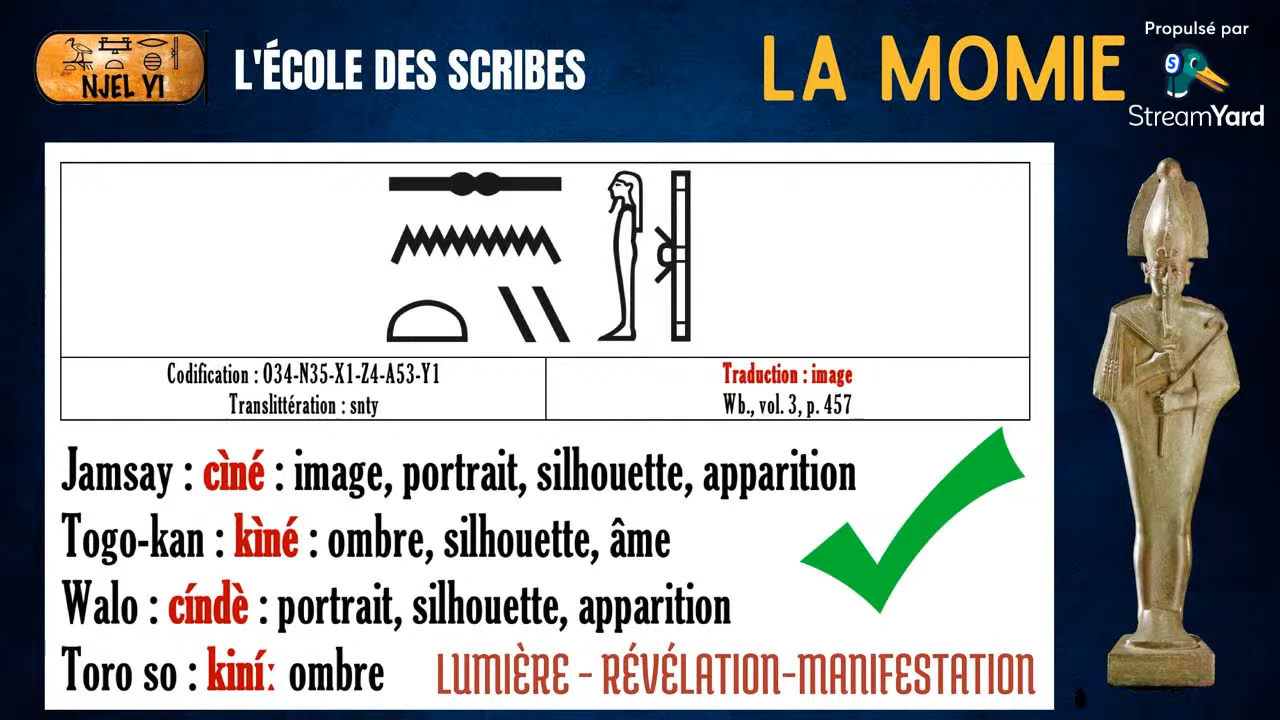 NJEL YI
L'ÉCOLE DES SCRIBES
LA MOMIE
Propulsé par
StreamYard
Codification : O34-N35-X1-Z4-A53-Y1
Translittération : snty
Traduction : image
Wb., vol. 3, p. 457
Jamsay : cìné : image, portrait, silhouette, apparition
Togo-kan : kìné : ombre, silhouette, âme
Walo : cíndè : portrait, silhouette, apparition
Toro so : kiní: ombre
LUMIÈRE - RÉVÉLATION-MANIFESTATION